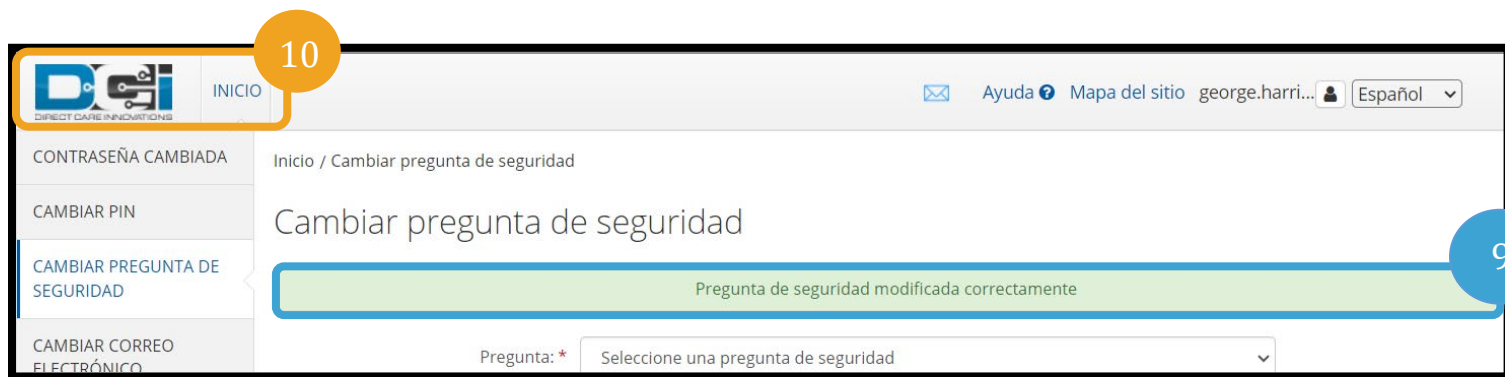 10
DCI
DIRECT CARE INNOVATIONS
INICIO
Ayuda Mapa del sitio george.harri... Español
CONTRASEÑA CAMBIADA
CAMBIAR PIN
CAMBIAR PREGUNTA DE
SEGURIDAD
CAMBIAR CORREO
ELECTRÓNICO
Inicio / Cambiar pregunta de seguridad
Cambiar pregunta de seguridad
9
Pregunta de seguridad modificada correctamente
Pregunta: * Seleccione una pregunta de seguridad